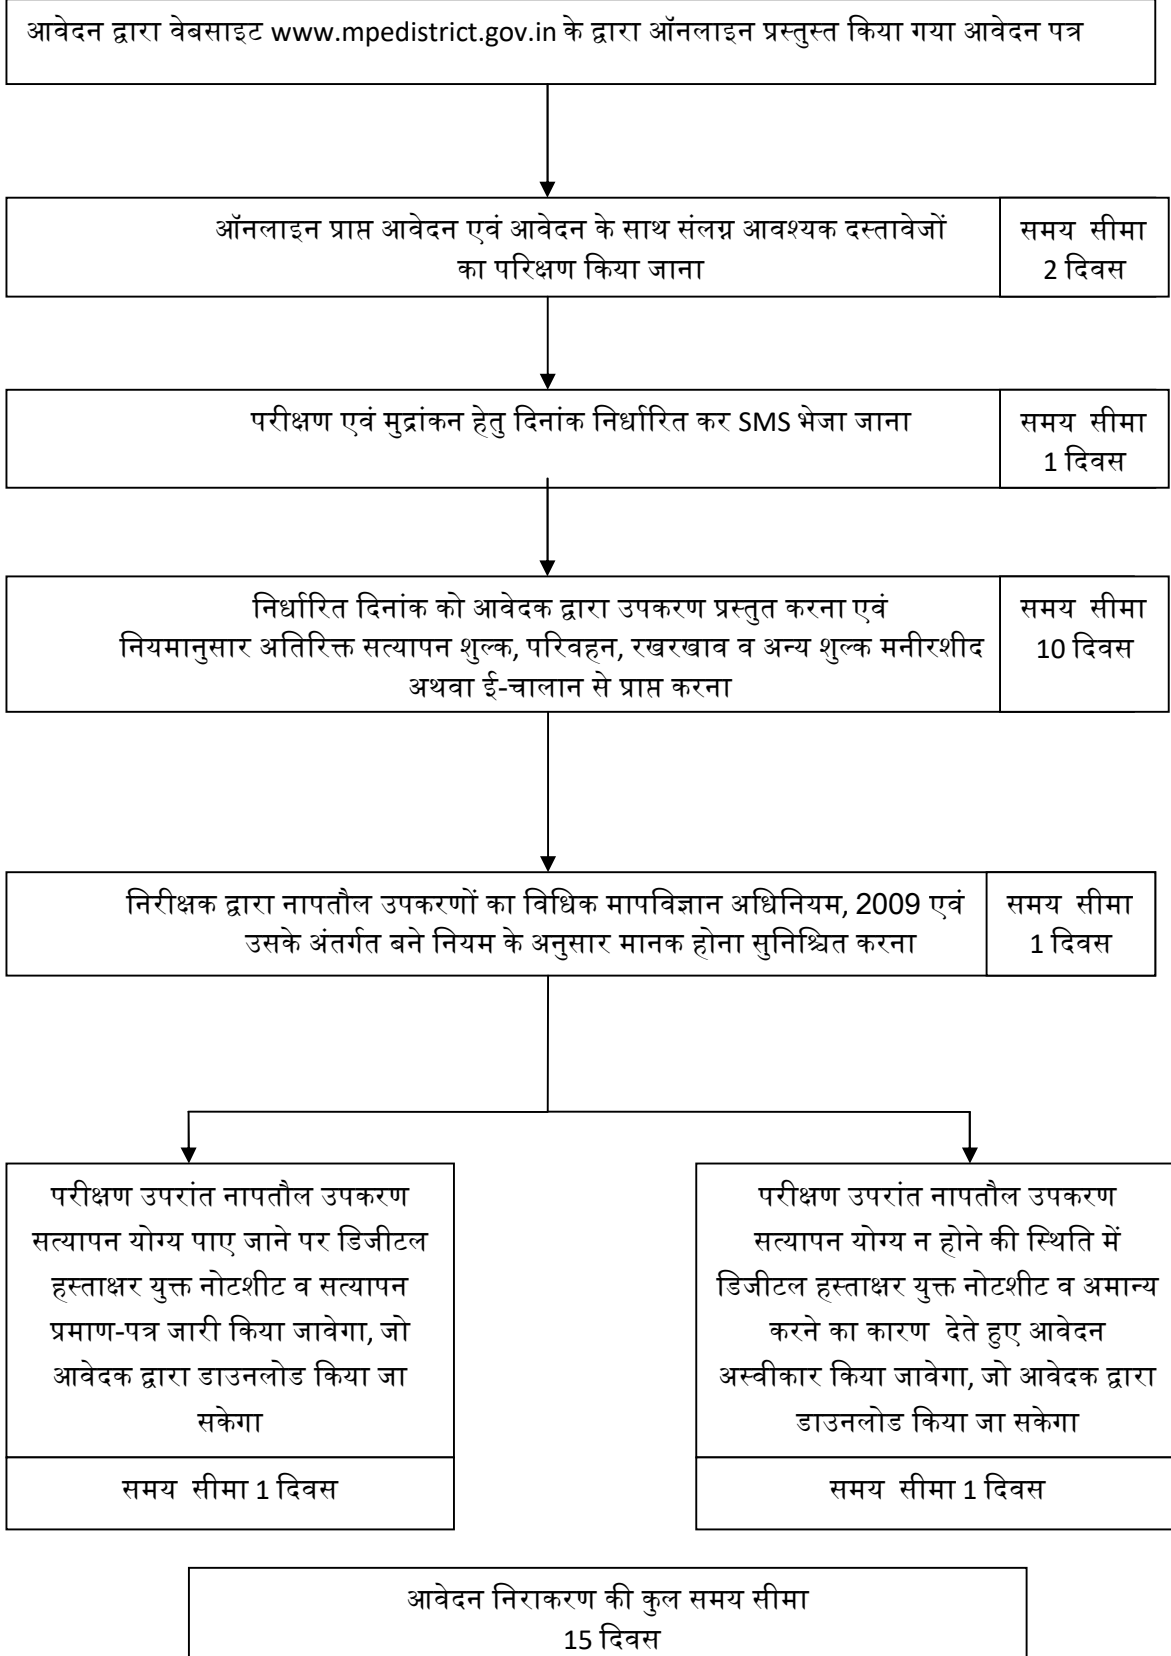 आवेदन द्वारा वेबसाइट www.mpedistrict.gov.in के द्वारा ऑनलाइन प्रस्तुस्त किया गया आवेदन पत्र
ऑनलाइन प्राप्त आवेदन एवं आवेदन के साथ संलग्न आवश्यक दस्तावेजों
का परिक्षण किया जाना
समय सीमा
2 दिवस
परीक्षण एवं मुद्रांकन हेतु दिनांक निर्धारित कर SMS भेजा जाना
समय सीमा
1 दिवस
निर्धारित दिनांक को आवेदक द्वारा उपकरण प्रस्तुत करना एवं
नियमानुसार अतिरिक्त सत्यापन शुल्क, परिवहन, रखरखाव व अन्य शुल्क मनीरशीद
अथवा ई-चालान से प्राप्त करना
समय सीमा
10 दिवस
निरीक्षक द्वारा नापतौल उपकरणों का विधिक मापविज्ञान अधिनियम, 2009 एवं
उसके अंतर्गत बने नियम के अनुसार मानक होना सुनिश्चित करना
समय सीमा
1 दिवस
परीक्षण उपरांत नापतौल उपकरण
सत्यापन योग्य पाए जाने पर डिजीटल
हस्ताक्षर युक्त नोटशीट व सत्यापन
प्रमाण-पत्र जारी किया जावेगा, जो
आवेदक द्वारा डाउनलोड किया जा
सकेगा
समय सीमा 1 दिवस
परीक्षण उपरांत नापतौल उपकरण
सत्यापन योग्य न होने की स्थिति में
डिजीटल हस्ताक्षर युक्त नोटशीट व अमान्य
करने का कारण देते हुए आवेदन
अस्वीकार किया जावेगा, जो आवेदक द्वारा
डाउनलोड किया जा सकेगा
समय सीमा 1 दिवस
आवेदन निराकरण की कुल समय सीमा
15 दिवस